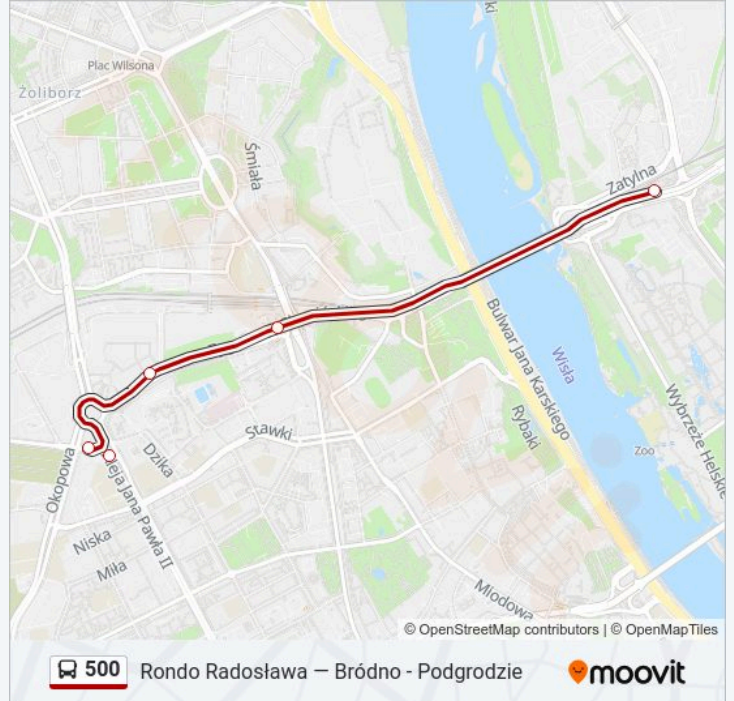 ki
Plac Wilsona
Żoliborz
Śmiała
Zatylna
Bulwar Jana Karskiego
Wisła
Wybrzeże Helskie
Rybaki
Zoo
Stawki
Dzika
Okopowa
Aleja Jana Pawła II
Niska
Miła
Miodowa
© OpenStreetMap contributors | © OpenMapTiles
500 Rondo Radosława — Bródno - Podgrodzie
moovit